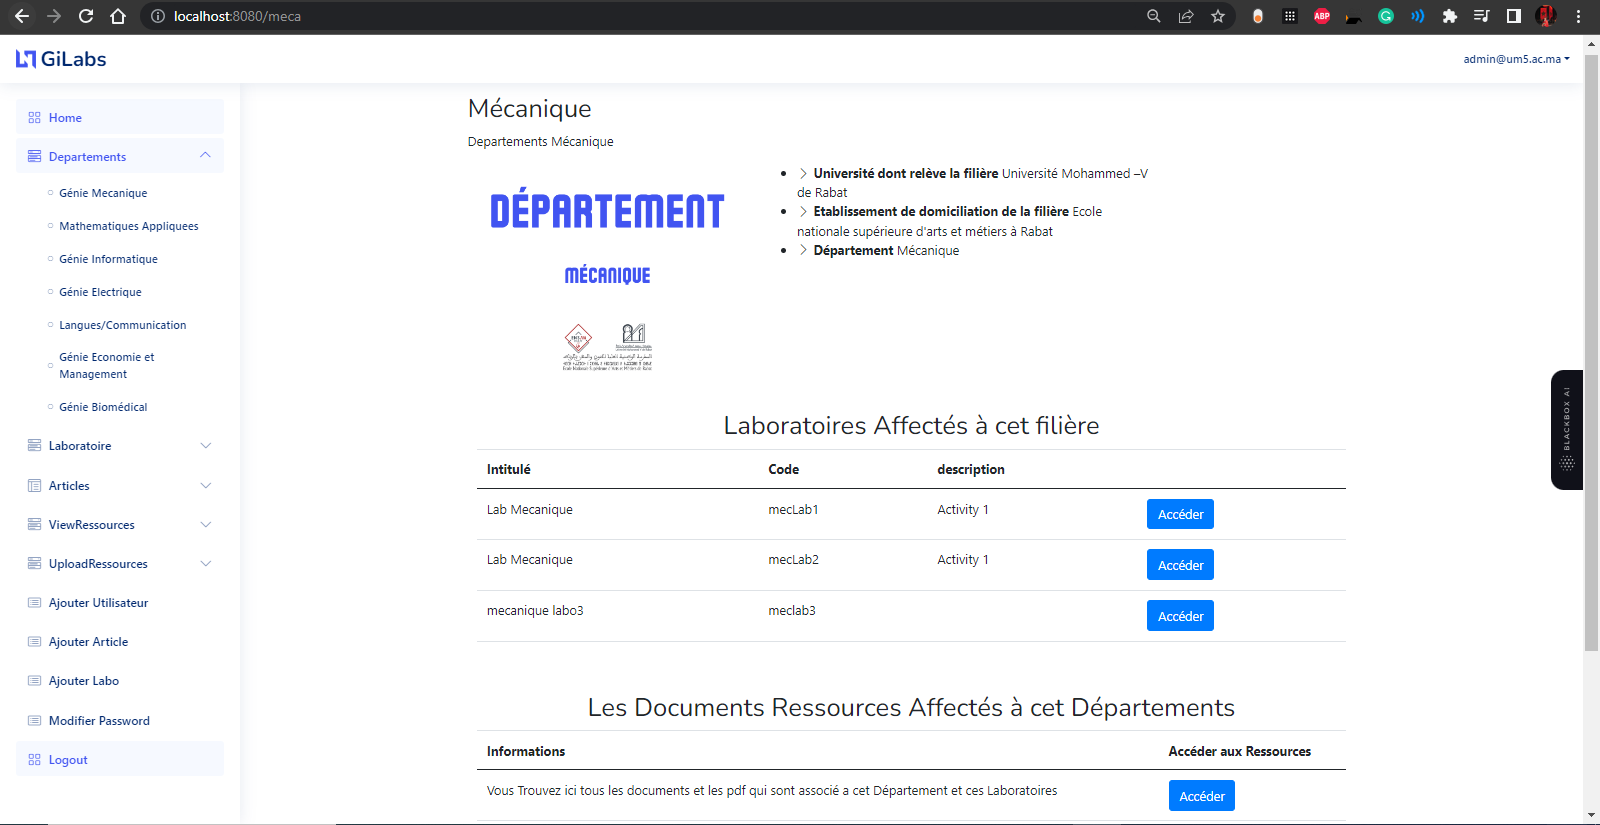 localhost:8080/meca
ABP
GiLabs
admin@um5.ac.ma
Home
Departements
Génie Mecanique
Mathematiques Appliquees
Génie Informatique
Génie Electrique
Langues/Communication
Génie Economie et
Management
Génie Biomédical
Laboratoire
Articles
ViewRessources
UploadRessources
Ajouter Utilisateur
Ajouter Article
Ajouter Labo
Modifier Password
Logout
Mécanique
Departements Mécanique
DÉPARTEMENT
MÉCANIQUE
Université dont relève la filière Université Mohammed –V
de Rabat
Etablissement de domiciliation de la filière Ecole
nationale supérieure d'arts et métiers à Rabat
Département Mécanique
Laboratoires Affectés à cet filière
Intitulé Code description
Lab Mecanique mecLab1 Activity 1 Accéder
Lab Mecanique mecLab2 Activity 1 Accéder
mecanique labo3 meclab3 Accéder
Les Documents Ressources Affectés à cet Départements
Informations Accéder aux Ressources
Vous Trouvez ici tous les documents et les pdf qui sont associé a cet Département et ces Laboratoires Accéder
BLACKBOX AI